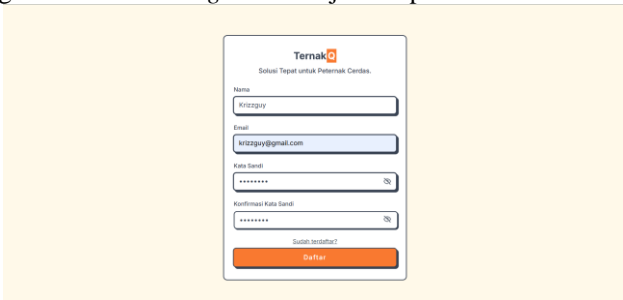 TernakQ
Solusi Tepat untuk Peternak Cerdas.
Nama
Krizzguy
Email
krizzguy@gmail.com
Kata Sandi
••••••••
Konfirmasi Kata Sandi
••••••••
Sudah terdaftar?
Daftar